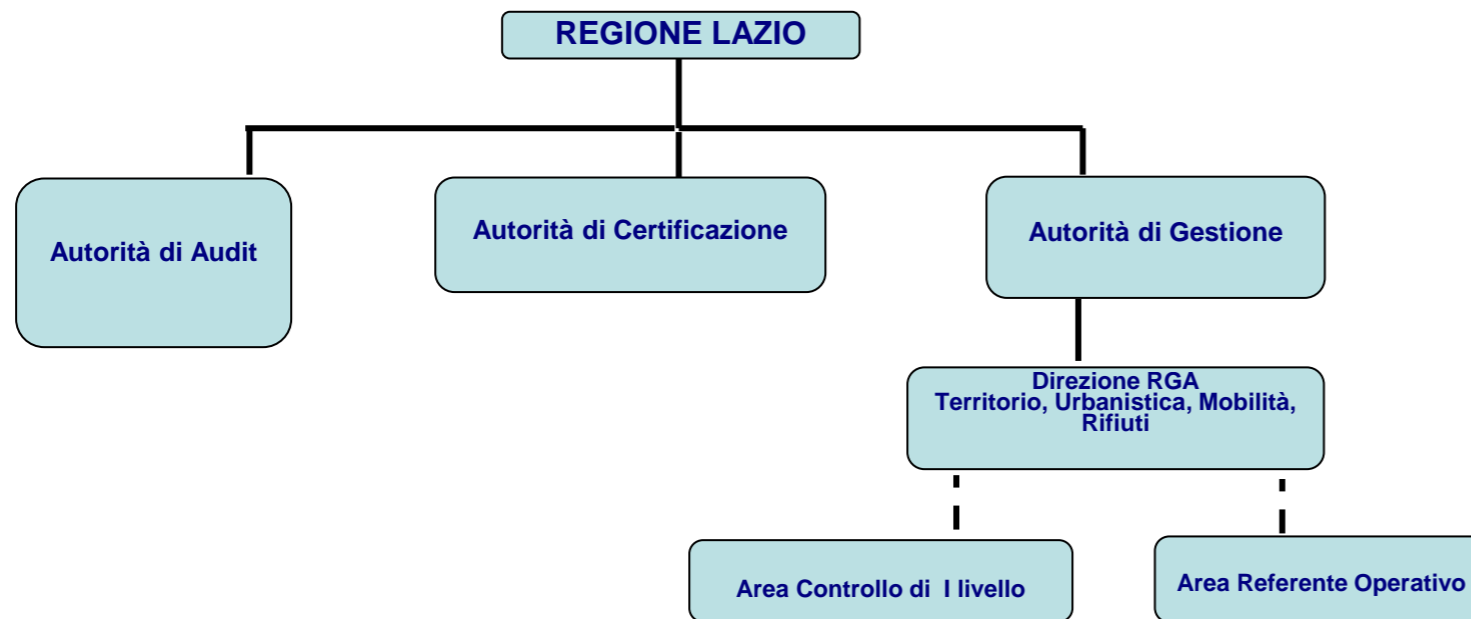 REGIONE LAZIO
Autorità di Audit
Autorità di Certificazione
Autorità di Gestione
Direzione RGA
Territorio, Urbanistica, Mobilità,
Rifiuti
Area Controllo di I livello
Area Referente Operativo